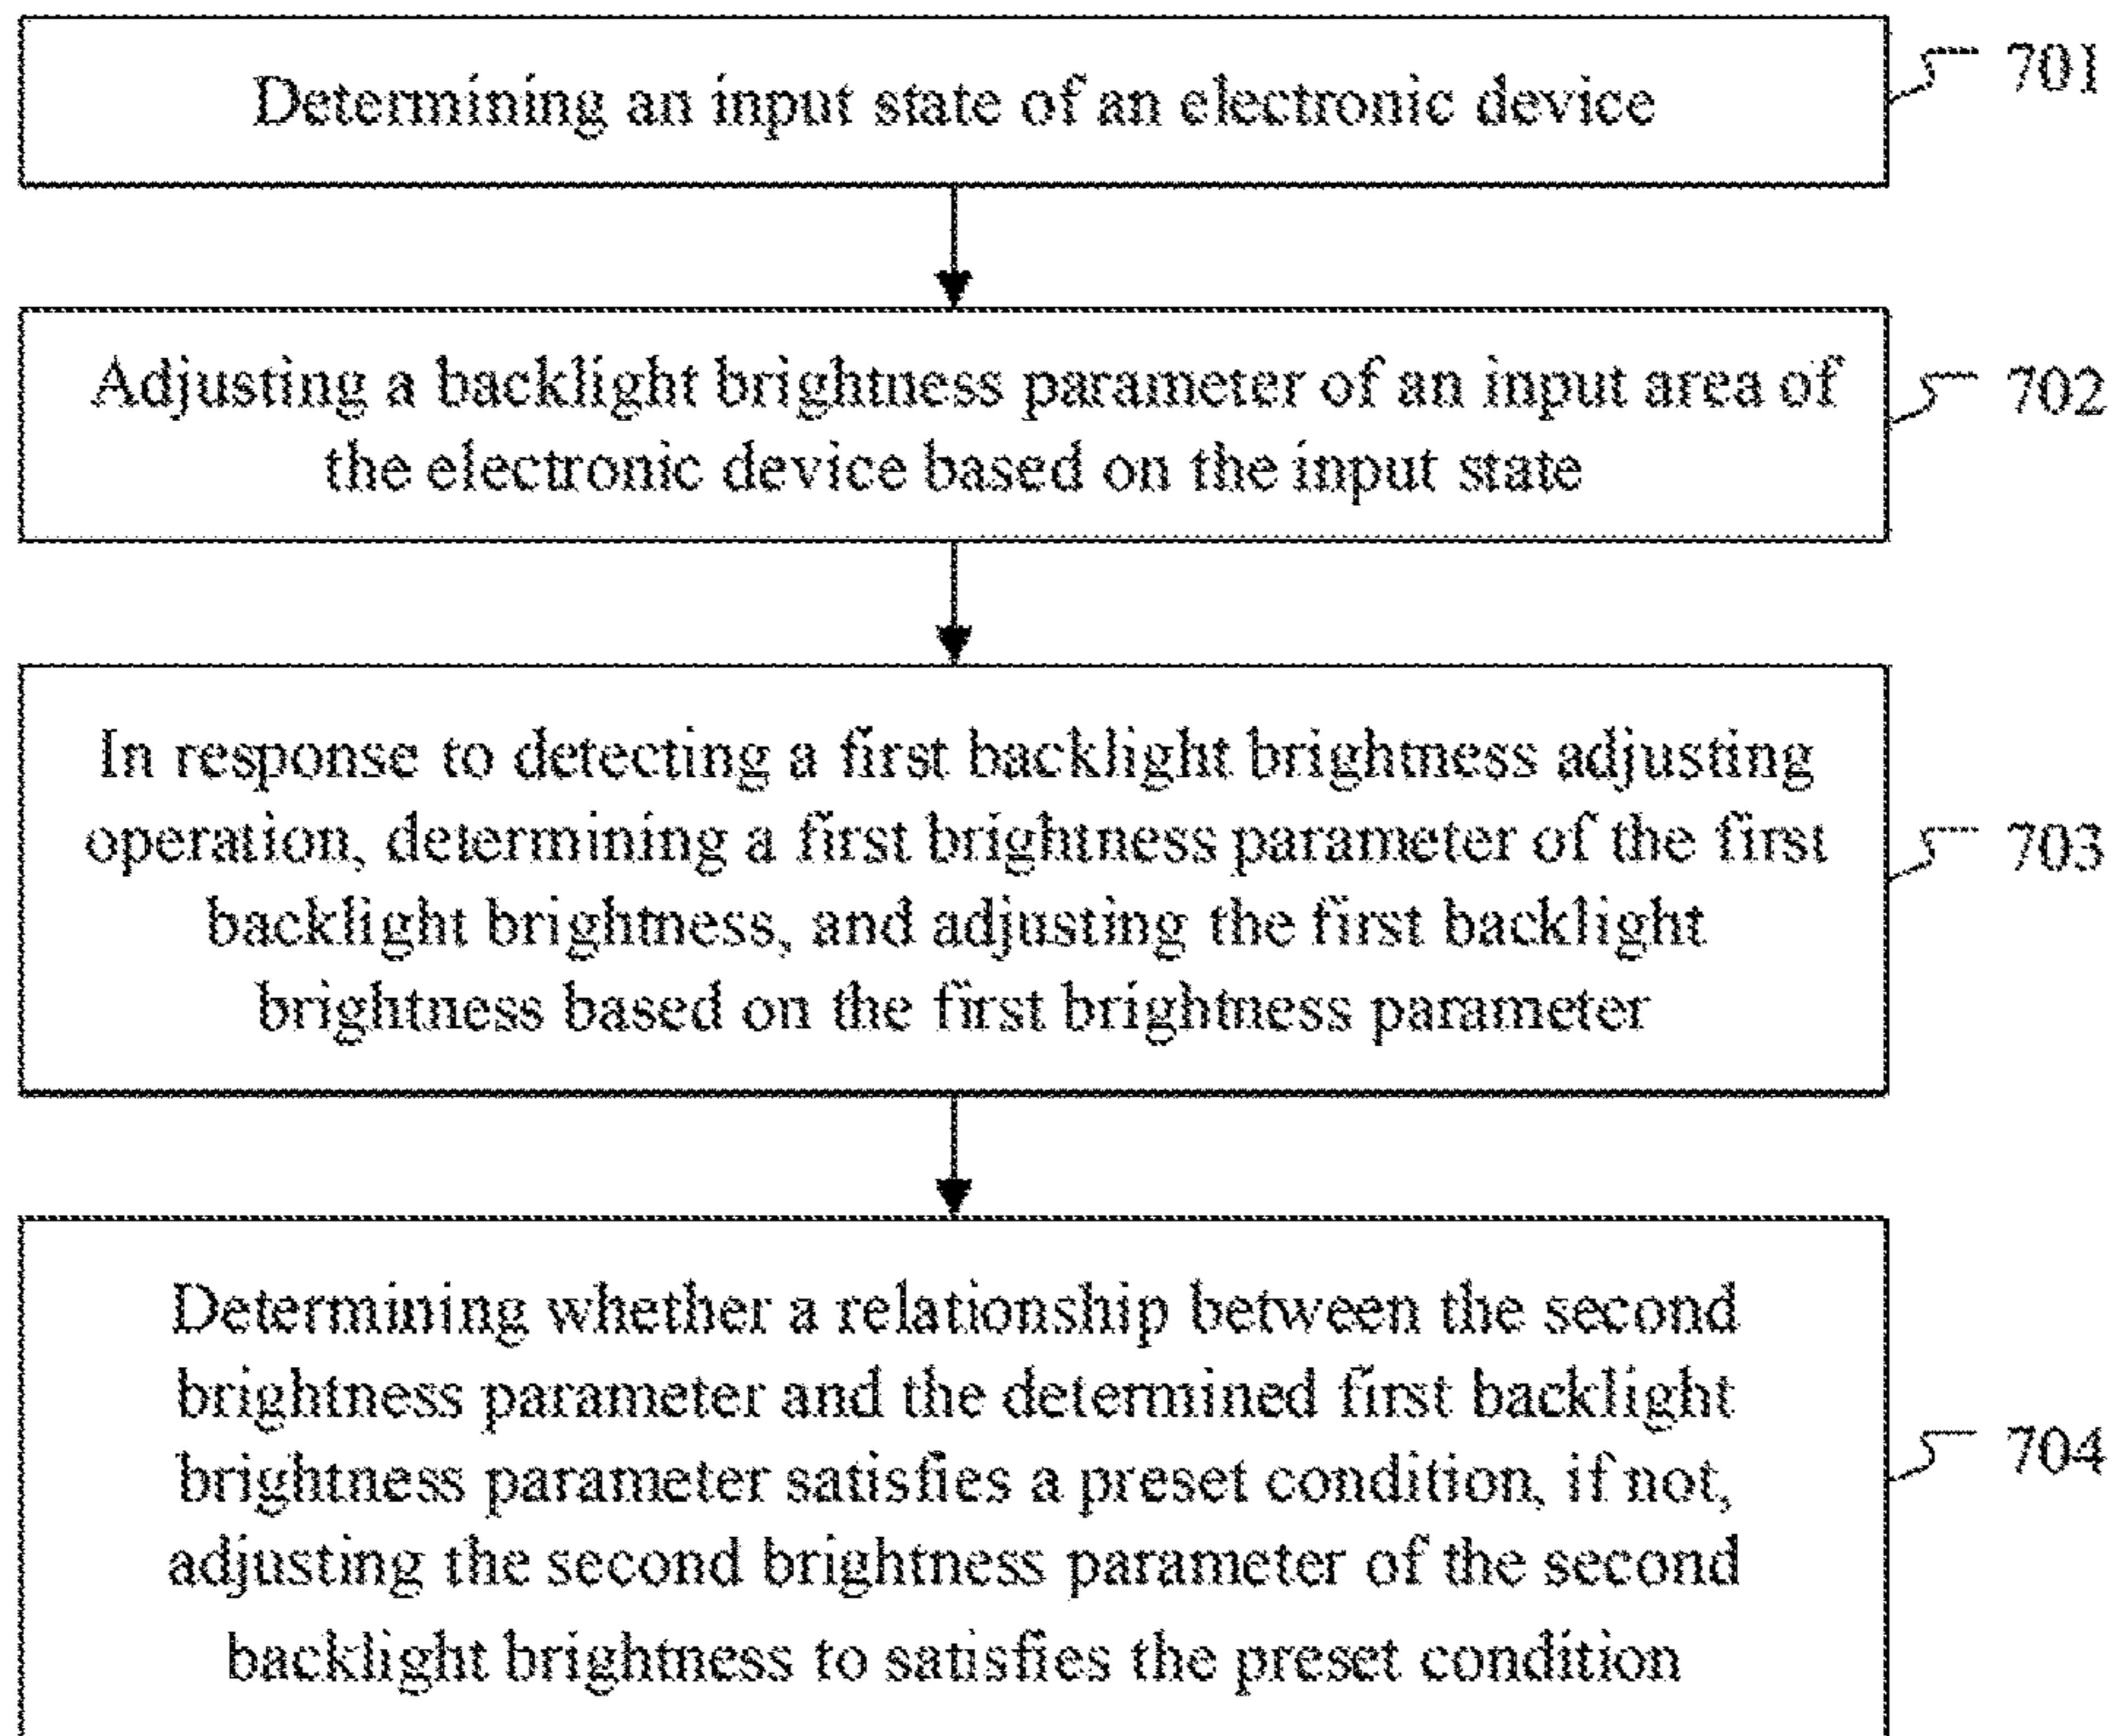 Determining an input state of an electronic device
701
Adjusting a backlight brightness parameter of an input area of
the electronic device based on the input state
702
In response to detecting a first backlight brightness adjusting
operation, determining a first brightness parameter of the first
backlight brightness, and adjusting the first backlight
brightness based on the first brightness parameter
703
Determining whether a relationship between the second
brightness parameter and the determined first backlight
brightness parameter satisfies a preset condition, if not,
adjusting the second brightness parameter of the second
backlight brightness to satisfies the preset condition
704